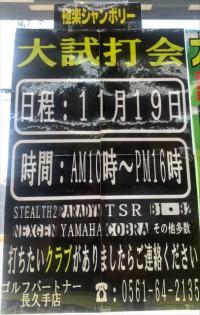 極楽ジャンボリー
大試打会
日程：11月19日
時間：AM10時～PM16時
STEALTH2 PARADYM TSR B1・B2
NEXGEN YAMAHA COBRA その他多数
打ちたいクラブがありましたらご連絡ください
ゴルフパートナー
長久手店
☎：0561-64-2135